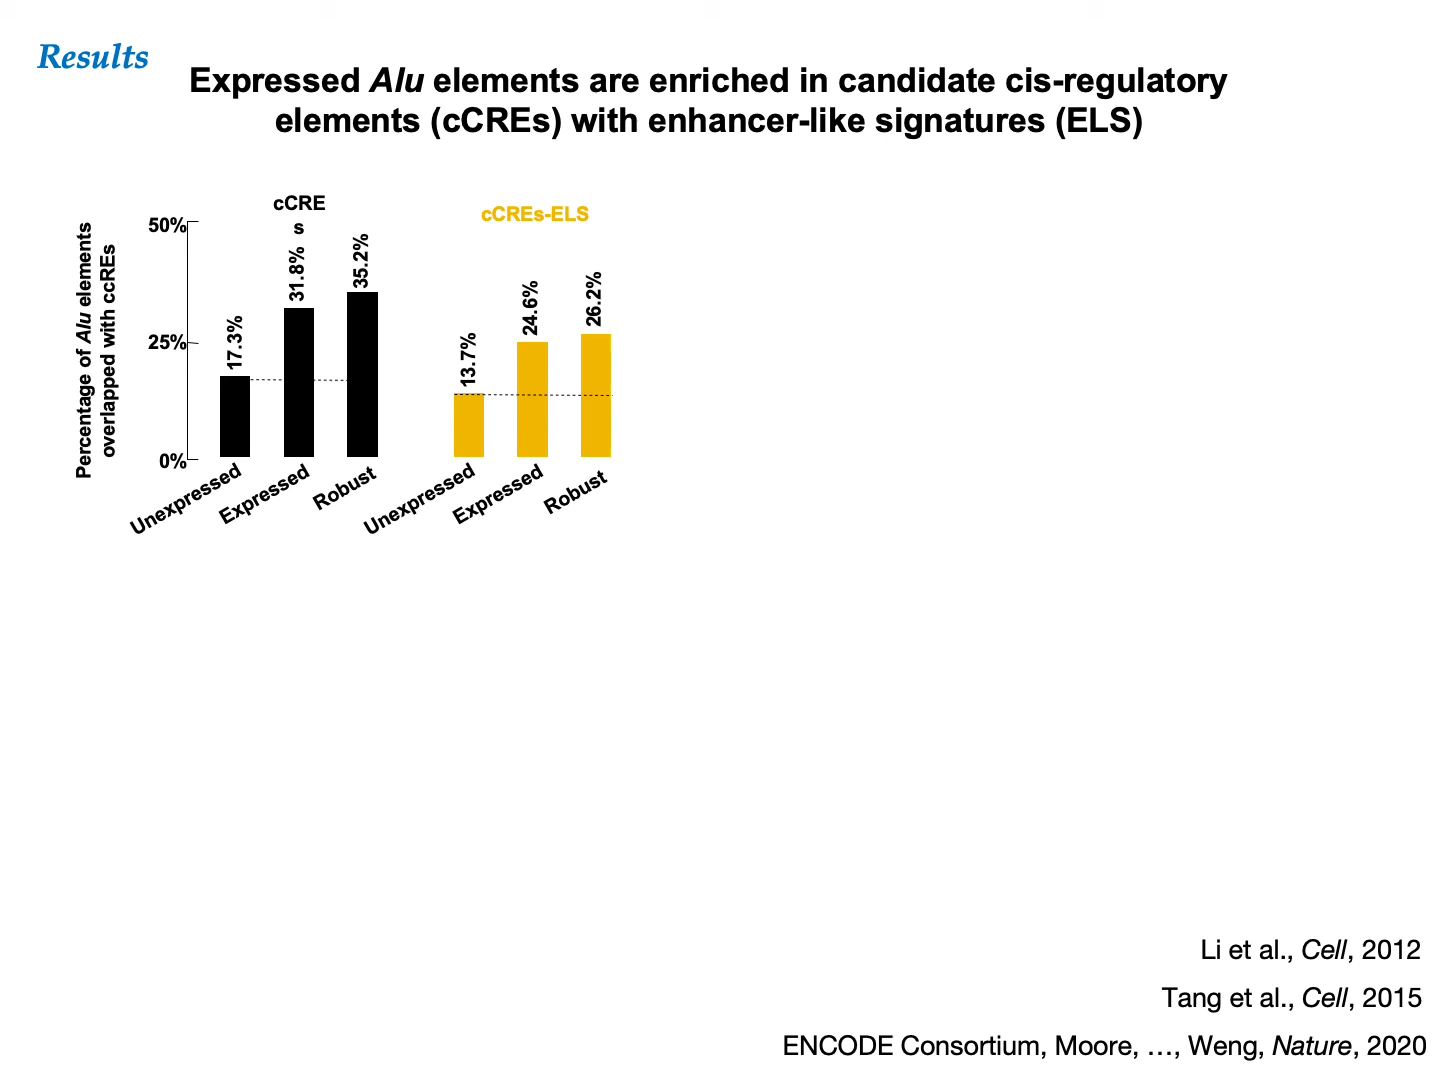 Results
Expressed Alu elements are enriched in candidate cis-regulatory
elements (cCREs) with enhancer-like signatures (ELS)
Percentage of Alu elements
overlapped with ccREs
50%
25%
0%
cCRE
s
17.3%
31.8%
35.2%
Unexpressed
Expressed
Robust
cCREs-ELS
13.7%
24.6%
26.2%
Unexpressed
Expressed
Robust
Li et al., Cell, 2012
Tang et al., Cell, 2015
ENCODE Consortium, Moore, …, Weng, Nature, 2020